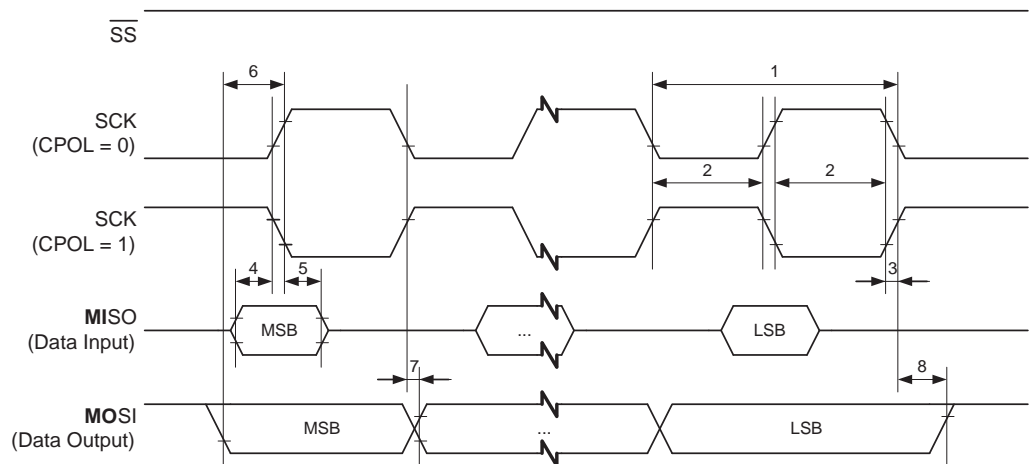 SS
6
1
SCK
(CPOL = 0)
2
2
SCK
(CPOL = 1)
4
5
3
MISO
(Data Input)
MSB
...
LSB
7
8
MOSI
(Data Output)
MSB
...
LSB